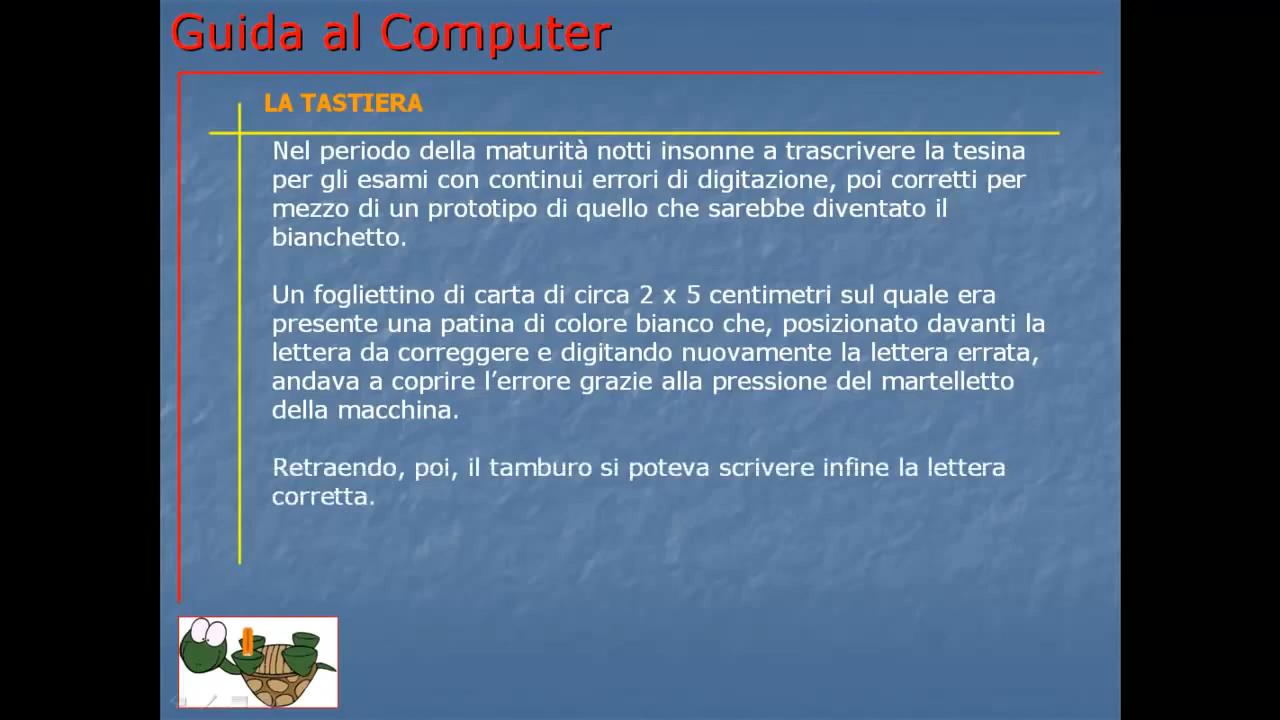 Guida al Computer
LA TASTIERA
Nel periodo della maturità notti insonne a trascrivere la tesina
per gli esami con continui errori di digitazione, poi corretti per
mezzo di un prototipo di quello che sarebbe diventato il
bianchetto.
Un fogliettino di carta di circa 2 x 5 centimetri sul quale era
presente una patina di colore bianco che, posizionato davanti la
lettera da correggere e digitando nuovamente la lettera errata,
andava a coprire l’errore grazie alla pressione del martelletto
della macchina.
Retraendo, poi, il tamburo si poteva scrivere infine la lettera
corretta.